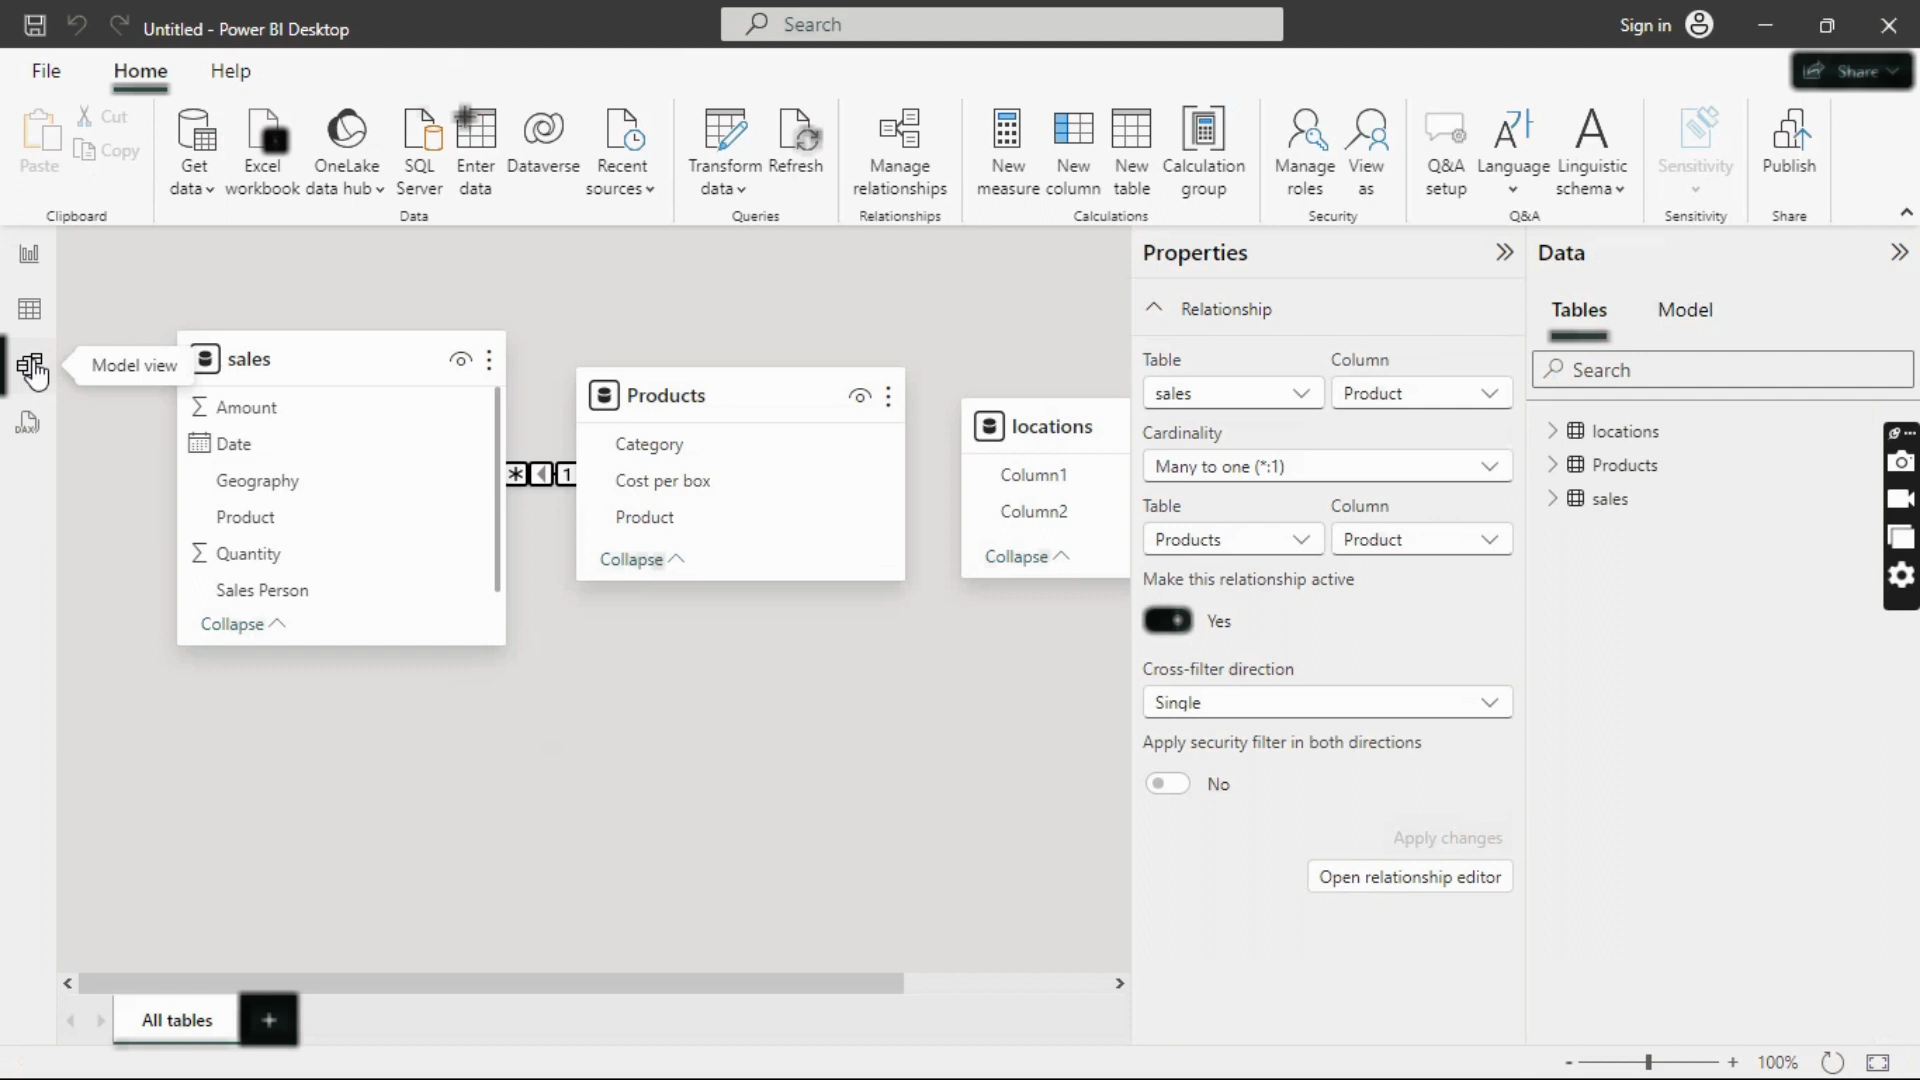 Untitled - Power BI Desktop
Search
Sign in
File
Home
Help
Share
Paste
Cut
Copy
Clipboard
Get data
Excel workbook
OneLake data hub
SQL Server
Enter data
Dataverse
Recent sources
Data
Transform data
Refresh
Queries
Manage relationships
Relationships
New measure
New column
New table
Calculation group
Calculations
Manage roles
View as
Security
Q&A setup
Language
Linguistic schema
Q&A
Sensitivity
Sensitivity
Publish
Share
DAX
Model view
sales
Amount
Date
Geography
Product
Quantity
Sales Person
Collapse
* 1
Products
Category
Cost per box
Product
Collapse
locations
Column1
Column2
Collapse
Properties
Relationship
Table
Column
sales
Product
Cardinality
Many to one (*:1)
Table
Column
Products
Product
Make this relationship active
Yes
Cross-filter direction
Single
Apply security filter in both directions
No
Apply changes
Open relationship editor
Data
Tables
Model
Search
locations
Products
sales
All tables
+
- + 100%